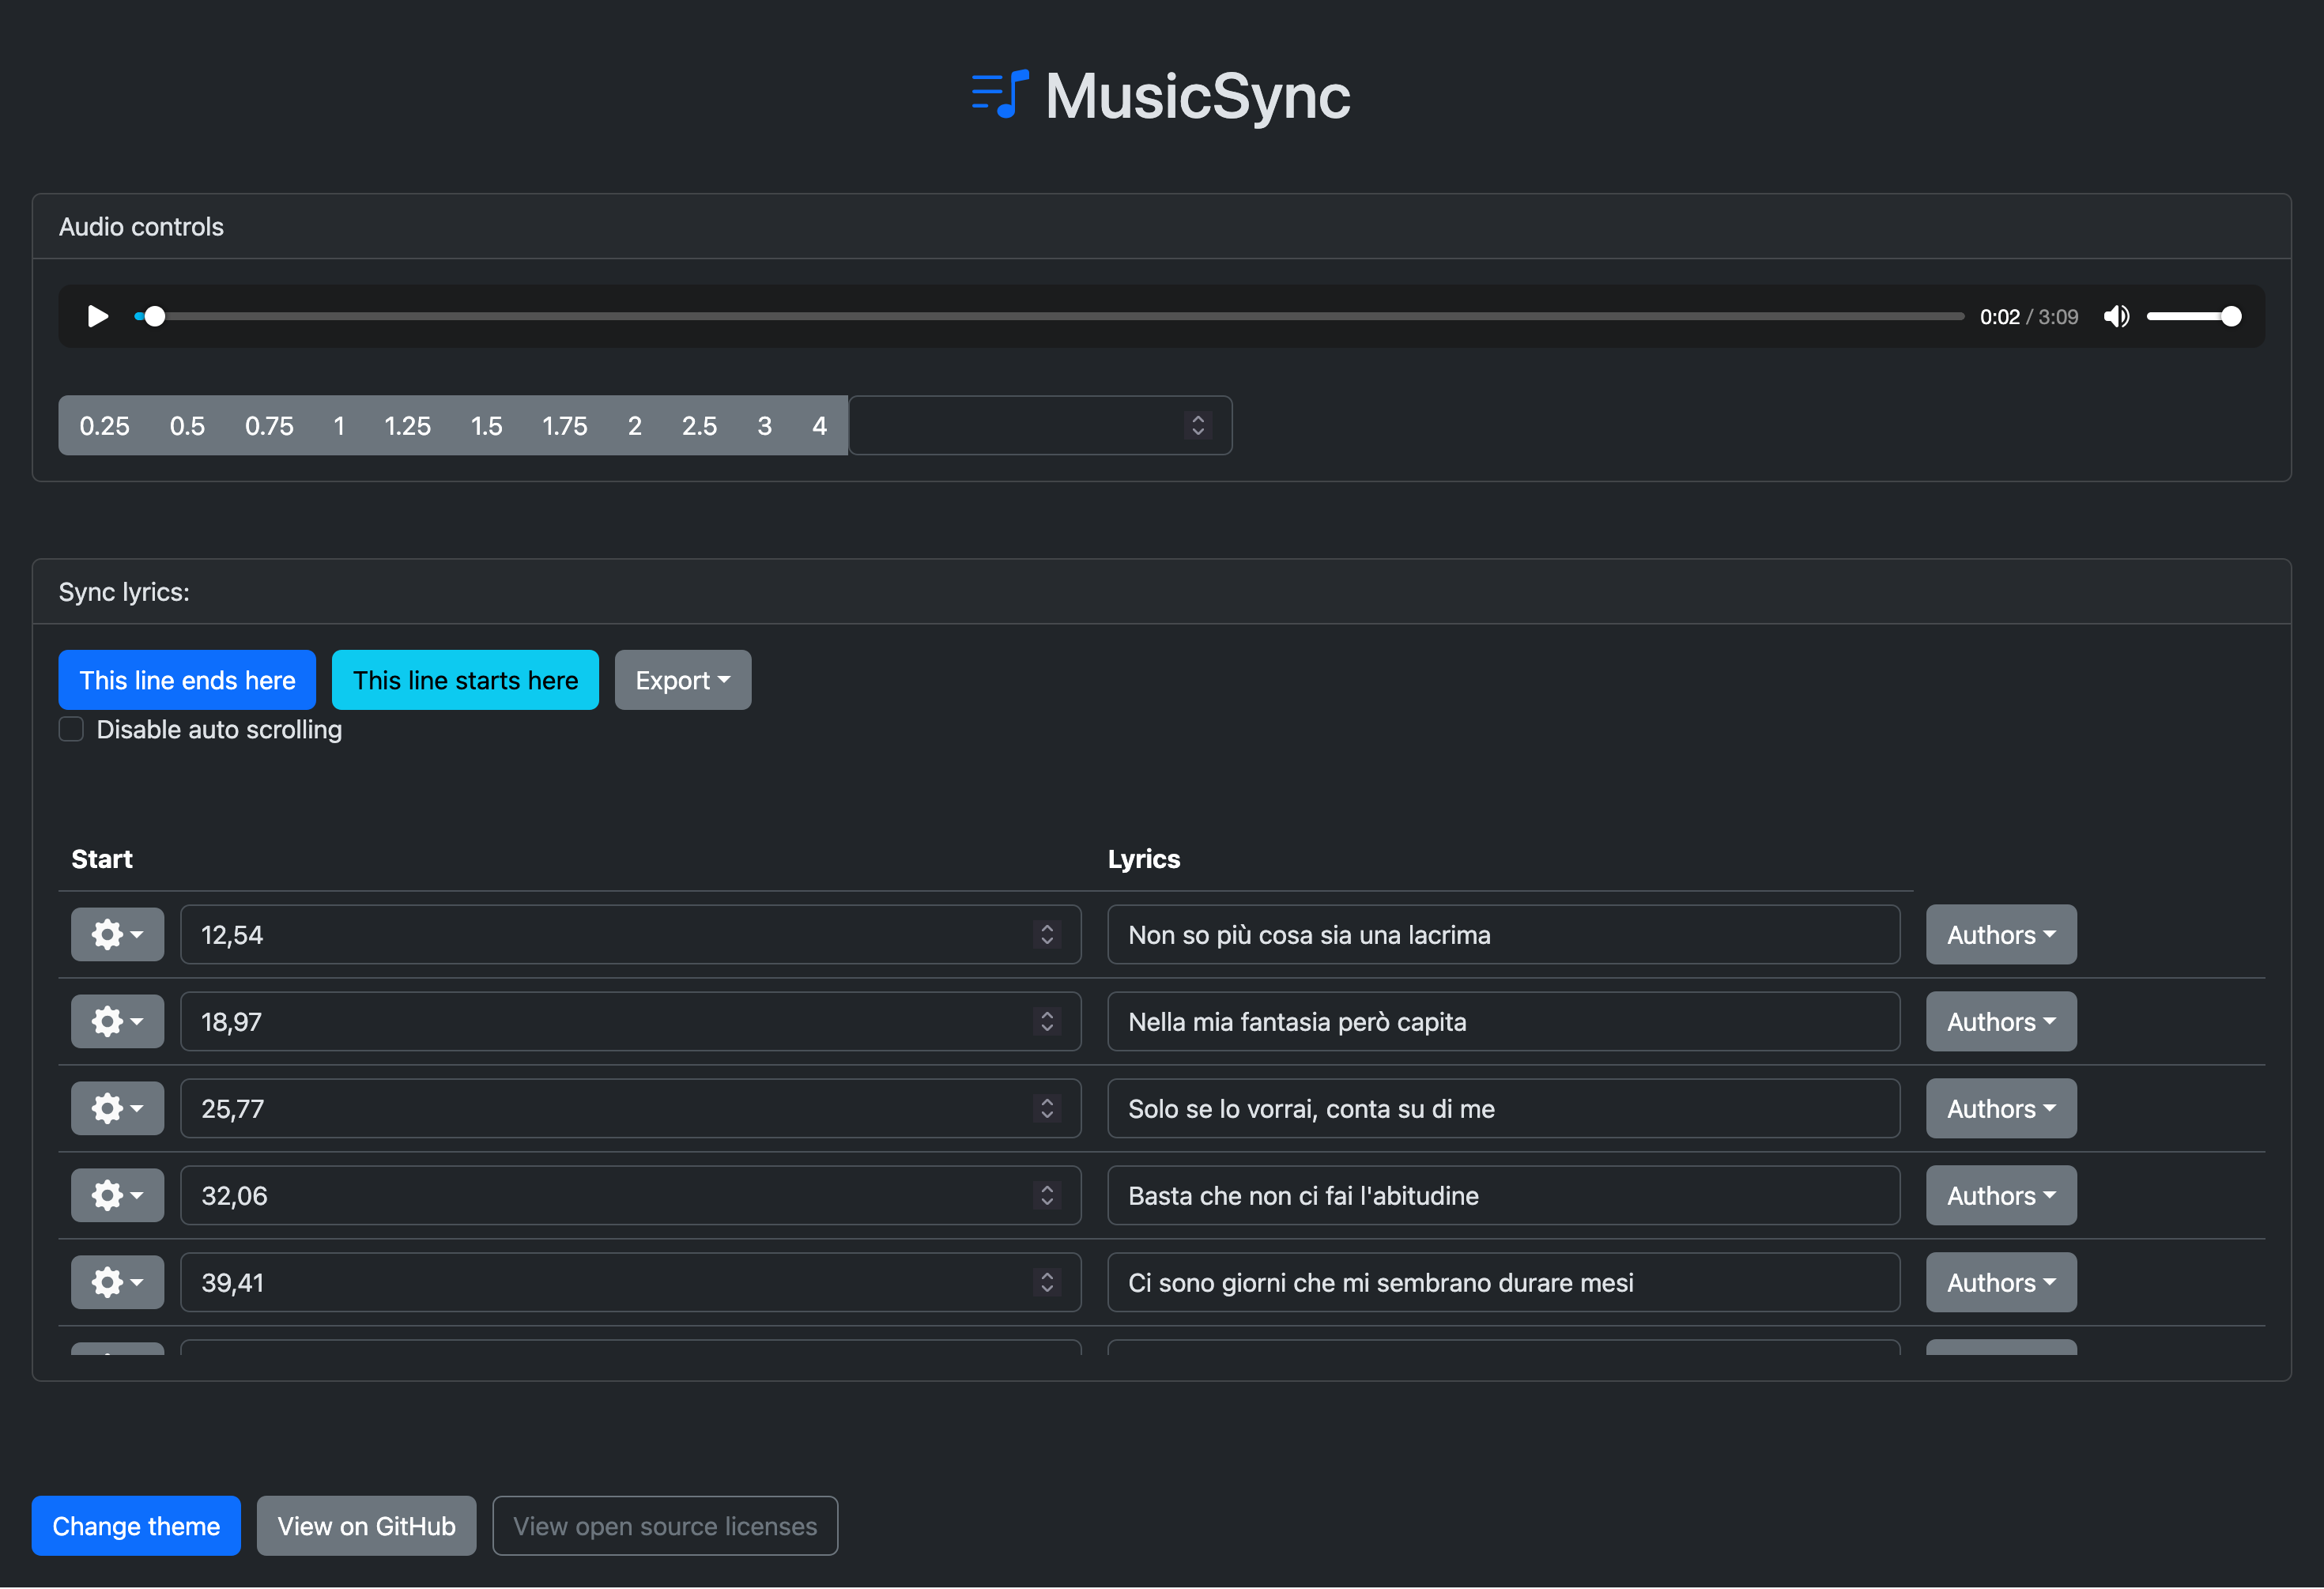 MusicSync
Audio controls
0:02 / 3:09
0.25 0.5 0.75 1 1.25 1.5 1.75 2 2.5 3 4
Sync lyrics:
This line ends here This line starts here Export
Disable auto scrolling
Start Lyrics
12,54 Non so più cosa sia una lacrima Authors
18,97 Nella mia fantasia però capita Authors
25,77 Solo se lo vorrai, conta su di me Authors
32,06 Basta che non ci fai l'abitudine Authors
39,41 Ci sono giorni che mi sembrano durare mesi Authors
Change theme View on GitHub View open source licenses